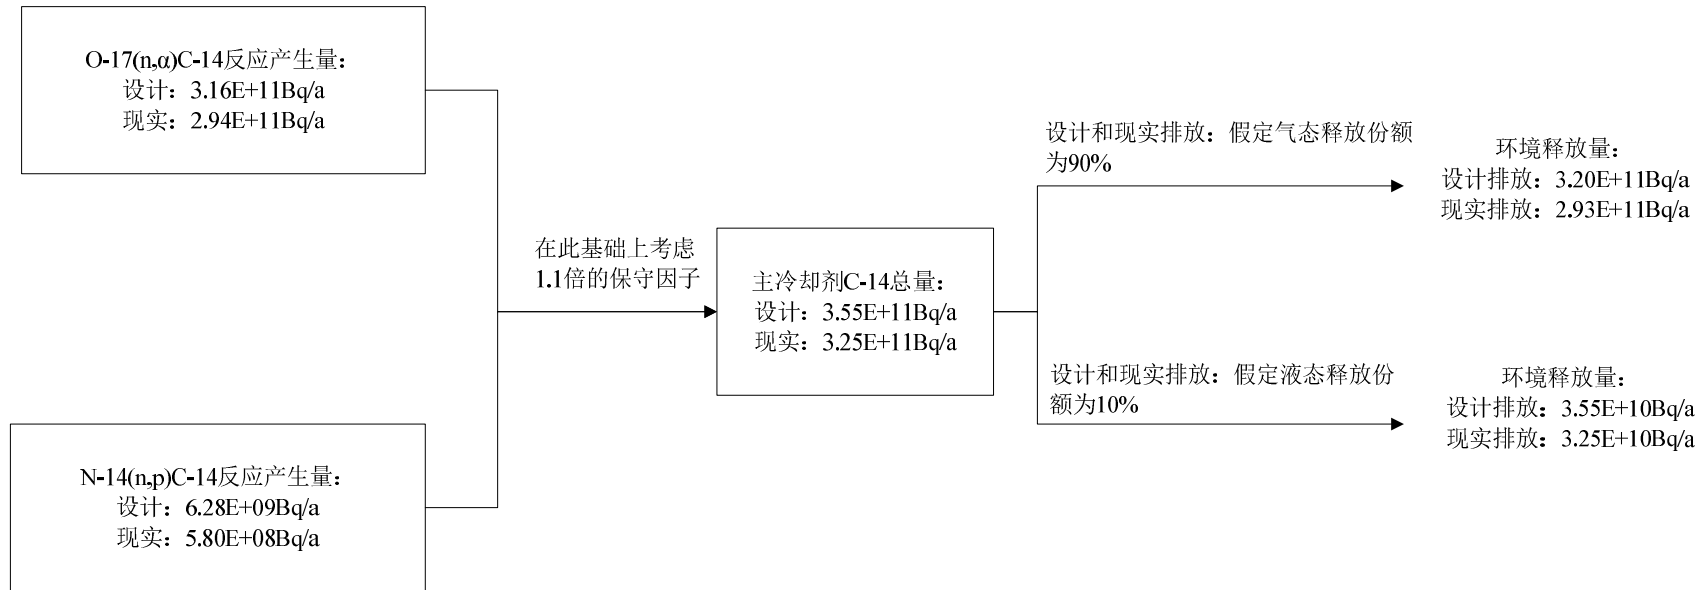 O-17(n,α)C-14反应产生量：
设计：3.16E+11Bq/a
现实：2.94E+11Bq/a
N-14(n,p)C-14反应产生量：
设计：6.28E+09Bq/a
现实：5.80E+08Bq/a
在此基础上考虑
1.1倍的保守因子
主冷却剂C-14总量：
设计：3.55E+11Bq/a
现实：3.25E+11Bq/a
设计和现实排放：假定气态释放份额
为90%
环境释放量：
设计排放：3.20E+11Bq/a
现实排放：2.93E+11Bq/a
设计和现实排放：假定液态释放份
额为10%
环境释放量：
设计排放：3.55E+10Bq/a
现实排放：3.25E+10Bq/a